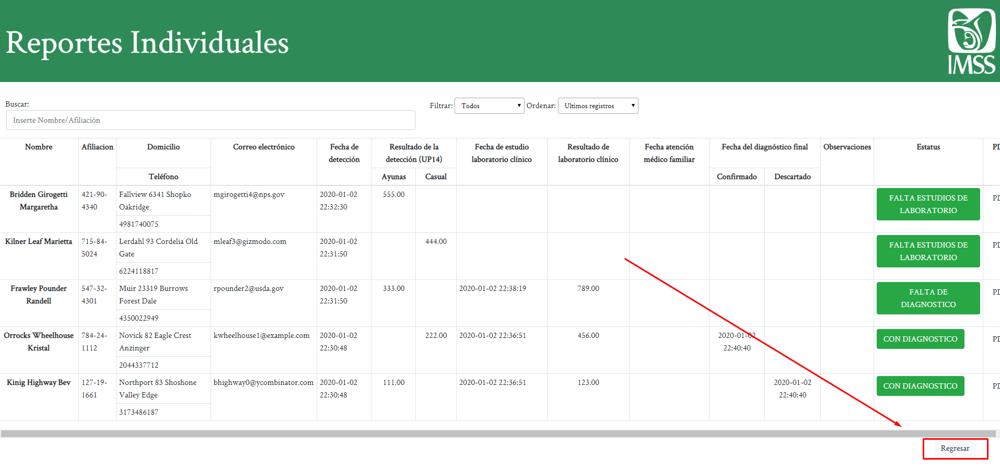 Reportes Individuales
IMSS
Buscar:
Inserte Nombre/Afiliación
Filtrar: Todos Ordenar: Ultimos registros
Nombre Afiliacion Domicilio Correo electrónico Fecha de detección Resultado de la detección (UP14) Fecha de estudio laboratorio clínico Resultado de laboratorio clínico Fecha atención médico familiar Fecha del diagnóstico final Observaciones Estatus
Teléfono Ayunas Casual Confirmado Descartado
Bridden Girogetti Margaretha 421-90-4340 Fallview 6341 Shopko Oakridge mgirogetti4@nps.gov 2020-01-02 22:32:30 555.00 FALTA ESTUDIOS DE LABORATORIO
4981740075
Kilner Leaf Marietta 715-84-5024 Lerdahl 93 Cordelia Old Gate mleaf3@gizmodo.com 2020-01-02 22:31:50 444.00 FALTA ESTUDIOS DE LABORATORIO
6224118817
Frawley Pounder Randell 547-32-4301 Muir 23319 Burrows Forest Dale rpounder2@usda.gov 2020-01-02 22:31:50 333.00 2020-01-02 22:38:19 789.00 FALTA DE DIAGNOSTICO
4350022949
Orrocks Wheelhouse Kristal 784-24-1112 Novick 82 Eagle Crest Anzinger kwheelhouse1@example.com 2020-01-02 22:30:48 222.00 2020-01-02 22:36:51 456.00 2020-01-02 22:40:40 CON DIAGNOSTICO
2044337712
Kinig Highway Bev 127-19-1661 Northport 83 Shoshone Valley Edge bhighway0@ycombinator.com 2020-01-02 22:30:48 111.00 2020-01-02 22:36:51 123.00 2020-01-02 22:40:40 CON DIAGNOSTICO
3173486187
Regresar